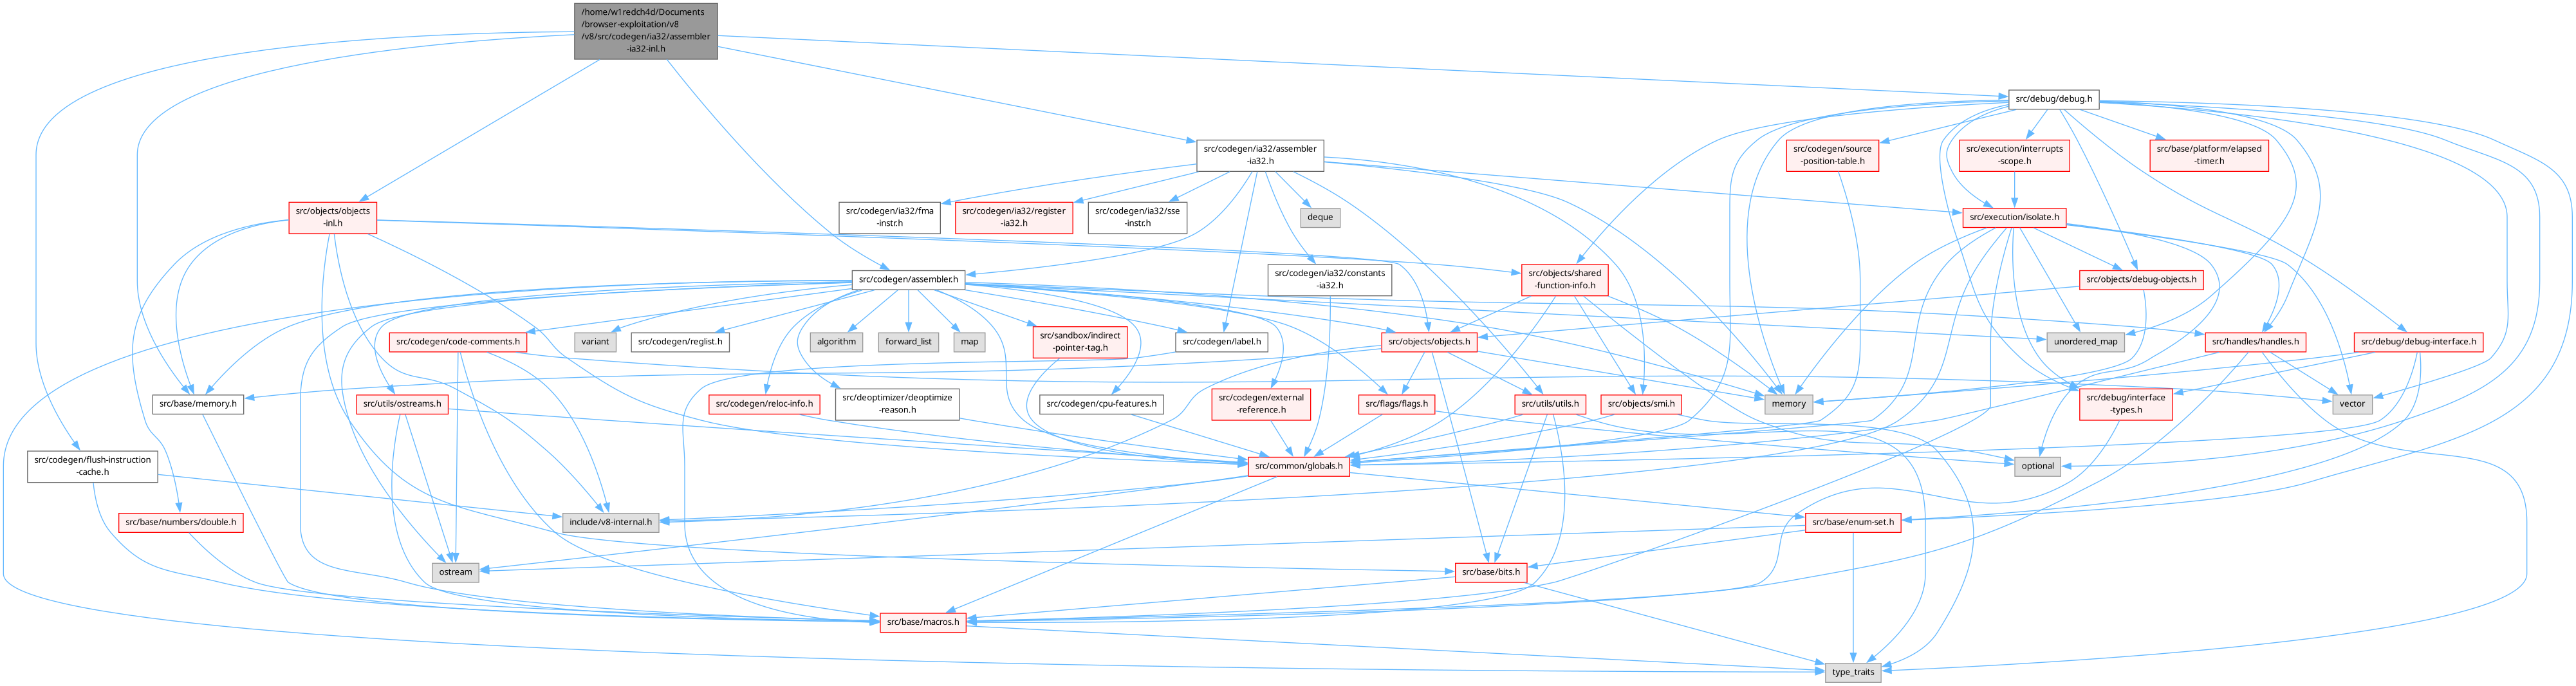 /home/w1redch4d/Documents
/browser-exploitation/v8
/v8/src/codegen/ia32/assembler
-ia32-inl.h
src/debug/debug.h
src/codegen/ia32/assembler
-ia32.h
src/codegen/source
-position-table.h
src/execution/interrupts
-scope.h
src/base/platform/elapsed
-timer.h
src/objects/objects
-inl.h
src/codegen/ia32/fma
-instr.h
src/codegen/ia32/register
-ia32.h
src/codegen/ia32/sse
-instr.h
deque
src/execution/isolate.h
src/codegen/assembler.h
src/codegen/ia32/constants
-ia32.h
src/objects/shared
-function-info.h
src/objects/debug-objects.h
src/codegen/code-comments.h
variant
src/codegen/reglist.h
algorithm
forward_list
map
src/sandbox/indirect
-pointer-tag.h
src/codegen/label.h
src/objects/objects.h
unordered_map
src/handles/handles.h
src/debug/debug-interface.h
src/base/memory.h
src/utils/ostreams.h
src/codegen/reloc-info.h
src/deoptimizer/deoptimize
-reason.h
src/codegen/cpu-features.h
src/codegen/external
-reference.h
src/flags/flags.h
src/utils/utils.h
src/objects/smi.h
memory
src/debug/interface
-types.h
vector
src/codegen/flush-instruction
-cache.h
src/common/globals.h
optional
src/base/numbers/double.h
include/v8-internal.h
src/base/enum-set.h
ostream
src/base/bits.h
src/base/macros.h
type_traits